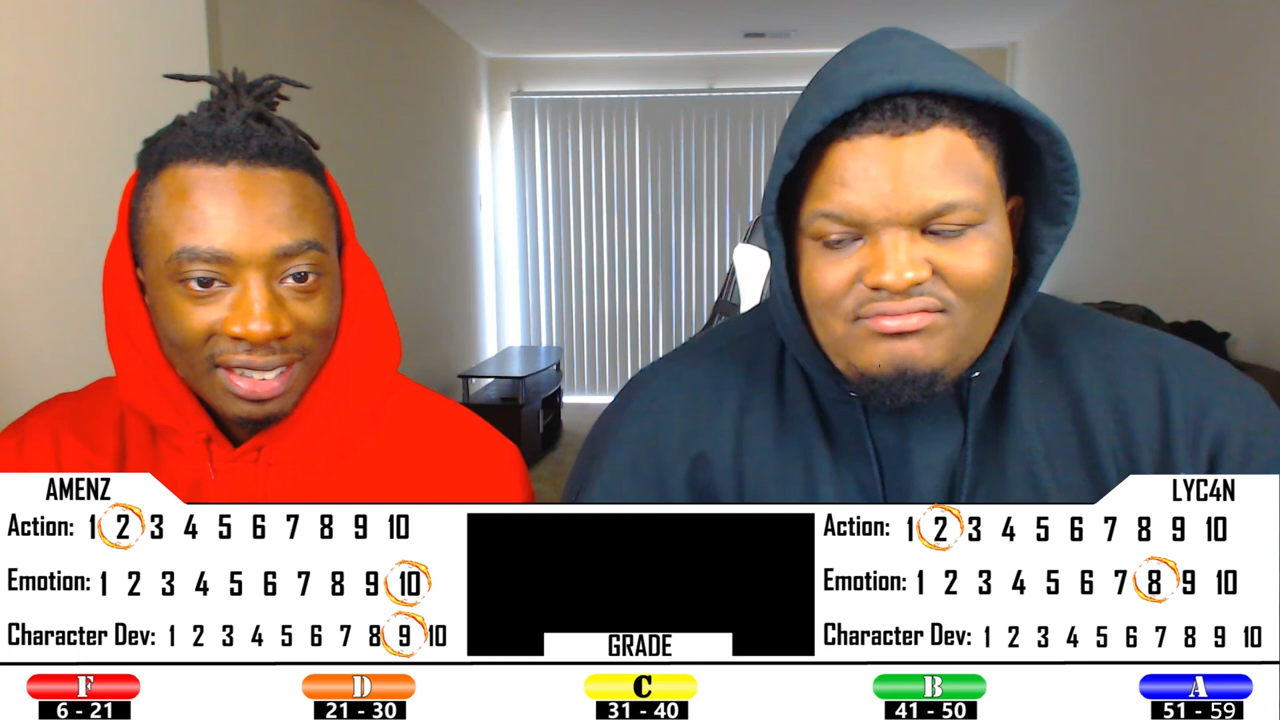 AMENZ
Action: 1 2 3 4 5 6 7 8 9 10
Emotion: 1 2 3 4 5 6 7 8 9 10
Character Dev: 1 2 3 4 5 6 7 8 9 10
GRADE
LYC4N
Action: 1 2 3 4 5 6 7 8 9 10
Emotion: 1 2 3 4 5 6 7 8 9 10
Character Dev: 1 2 3 4 5 6 7 8 9 10
F D C B A
6 - 21 21 - 30 31 - 40 41 - 50 51 - 59